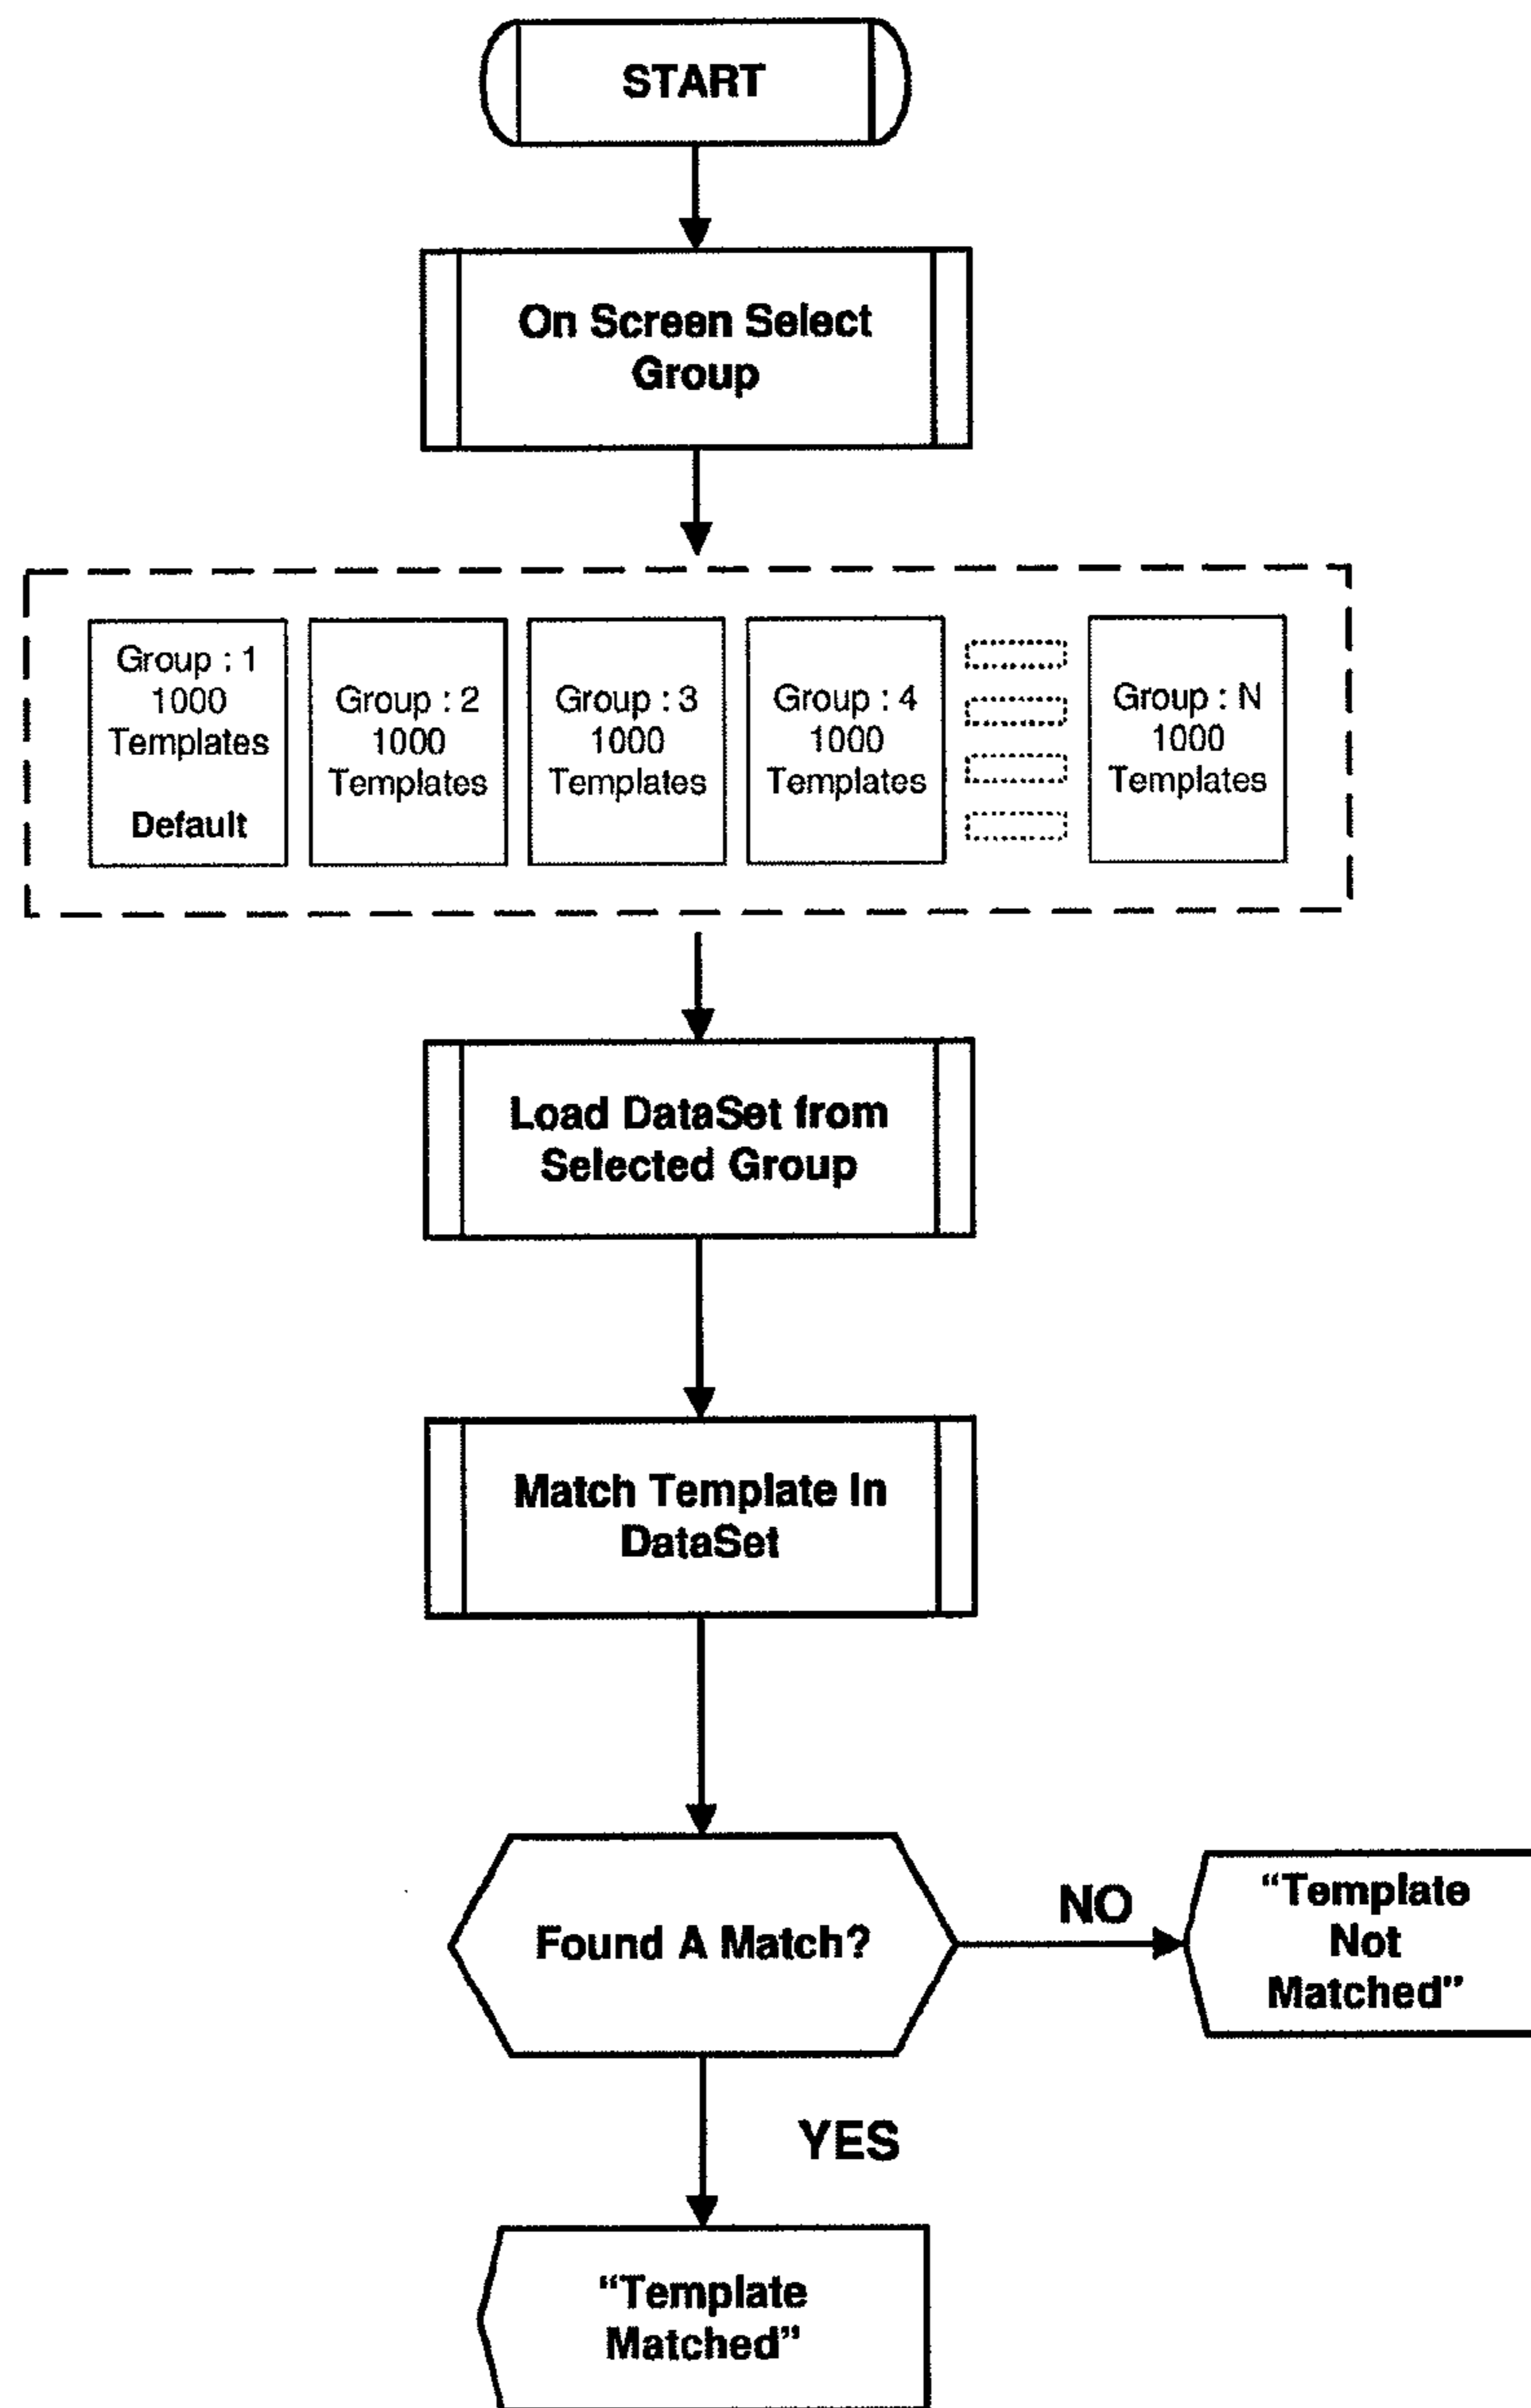 START
On Screen Select
Group
Group : 1
1000
Templates
Default
Group : 2
1000
Templates
Group : 3
1000
Templates
Group : 4
1000
Templates
Group : N
1000
Templates
Load DataSet from
Selected Group
Match Template In
DataSet
Found A Match?
NO
“Template
Not
Matched”
YES
“Template
Matched”